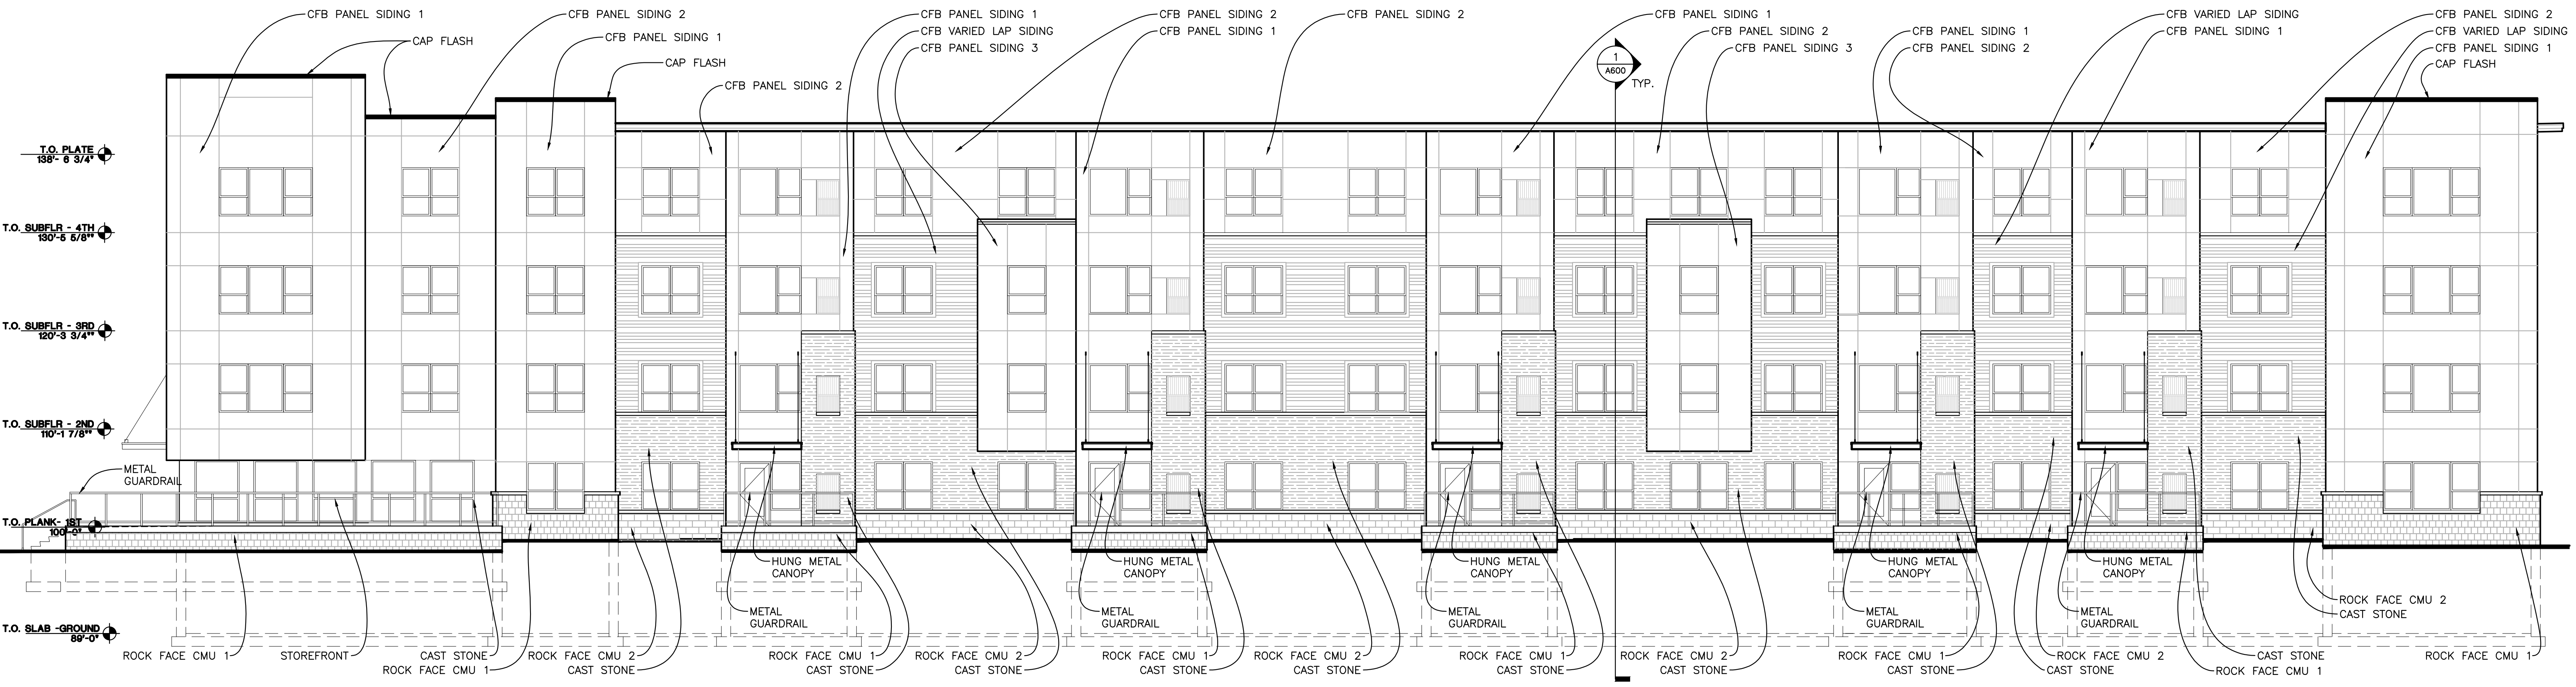 CFB PANEL SIDING 1
CFB PANEL SIDING 2
CFB PANEL SIDING 1
CFB PANEL SIDING 2
CFB PANEL SIDING 2
CFB PANEL SIDING 1
CFB VARIED LAP SIDING
CFB PANEL SIDING 2
CAP FLASH
CFB PANEL SIDING 1
CFB VARIED LAP SIDING
CFB PANEL SIDING 3
CFB PANEL SIDING 1
CFB PANEL SIDING 2
CFB PANEL SIDING 3
CFB PANEL SIDING 1
CFB PANEL SIDING 2
CFB PANEL SIDING 1
CFB VARIED LAP SIDING
CFB PANEL SIDING 1
CAP FLASH
CAP FLASH
CFB PANEL SIDING 2
1
A600
TYP.
T.O. PLATE
138'- 6 3/4"
T.O. SUBFLR - 4TH
130'-5 5/8"
T.O. SUBFLR - 3RD
120'-3 3/4"
T.O. SUBFLR - 2ND
110'-1 7/8"
METAL
GUARDRAIL
T.O. PLANK- 1ST
100'-0"
HUNG METAL
CANOPY
HUNG METAL
CANOPY
HUNG METAL
CANOPY
HUNG METAL
CANOPY
HUNG METAL
CANOPY
METAL
GUARDRAIL
METAL
GUARDRAIL
METAL
GUARDRAIL
METAL
GUARDRAIL
METAL
GUARDRAIL
ROCK FACE CMU 2
CAST STONE
T.O. SLAB -GROUND
89'-0"
ROCK FACE CMU 1
STOREFRONT
CAST STONE
ROCK FACE CMU 1
ROCK FACE CMU 2
CAST STONE
ROCK FACE CMU 1
CAST STONE
ROCK FACE CMU 2
CAST STONE
ROCK FACE CMU 1
CAST STONE
ROCK FACE CMU 2
CAST STONE
ROCK FACE CMU 1
CAST STONE
ROCK FACE CMU 2
CAST STONE
ROCK FACE CMU 1
CAST STONE
ROCK FACE CMU 2
CAST STONE
CAST STONE
ROCK FACE CMU 1
ROCK FACE CMU 1